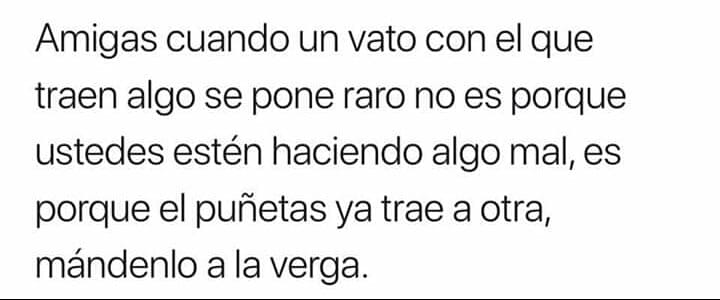 Amigas cuando un vato con el que
traen algo se pone raro no es porque
ustedes estén haciendo algo mal, es
porque el puñetas ya trae a otra,
mándenlo a la verga.